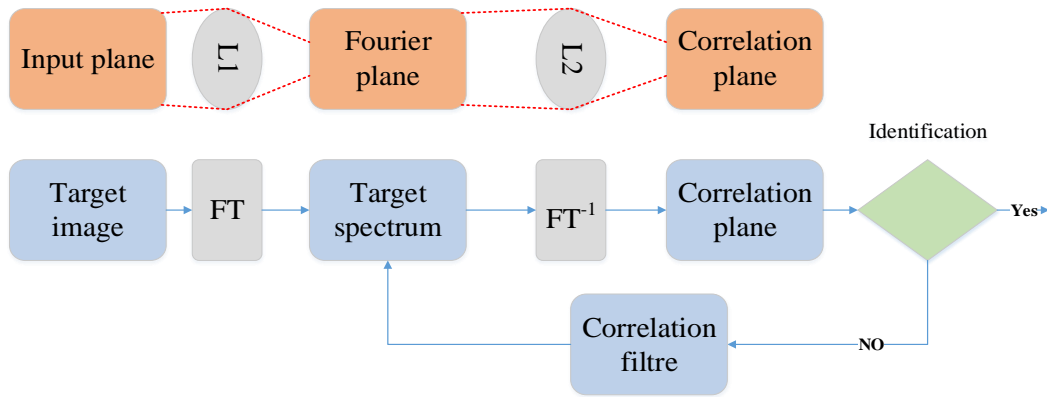 Input plane
L1
Fourier
plane
L2
Correlation
plane
Identification
Target
image
FT
Target
spectrum
FT-1
Correlation
plane
Yes
Correlation
filtre
NO